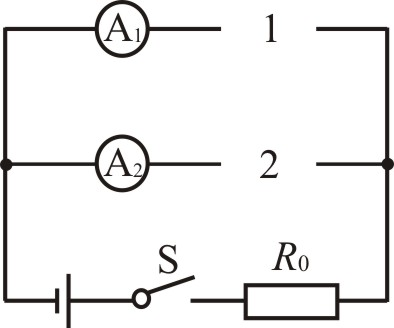 A₁ 1
A₂ 2
S R₀